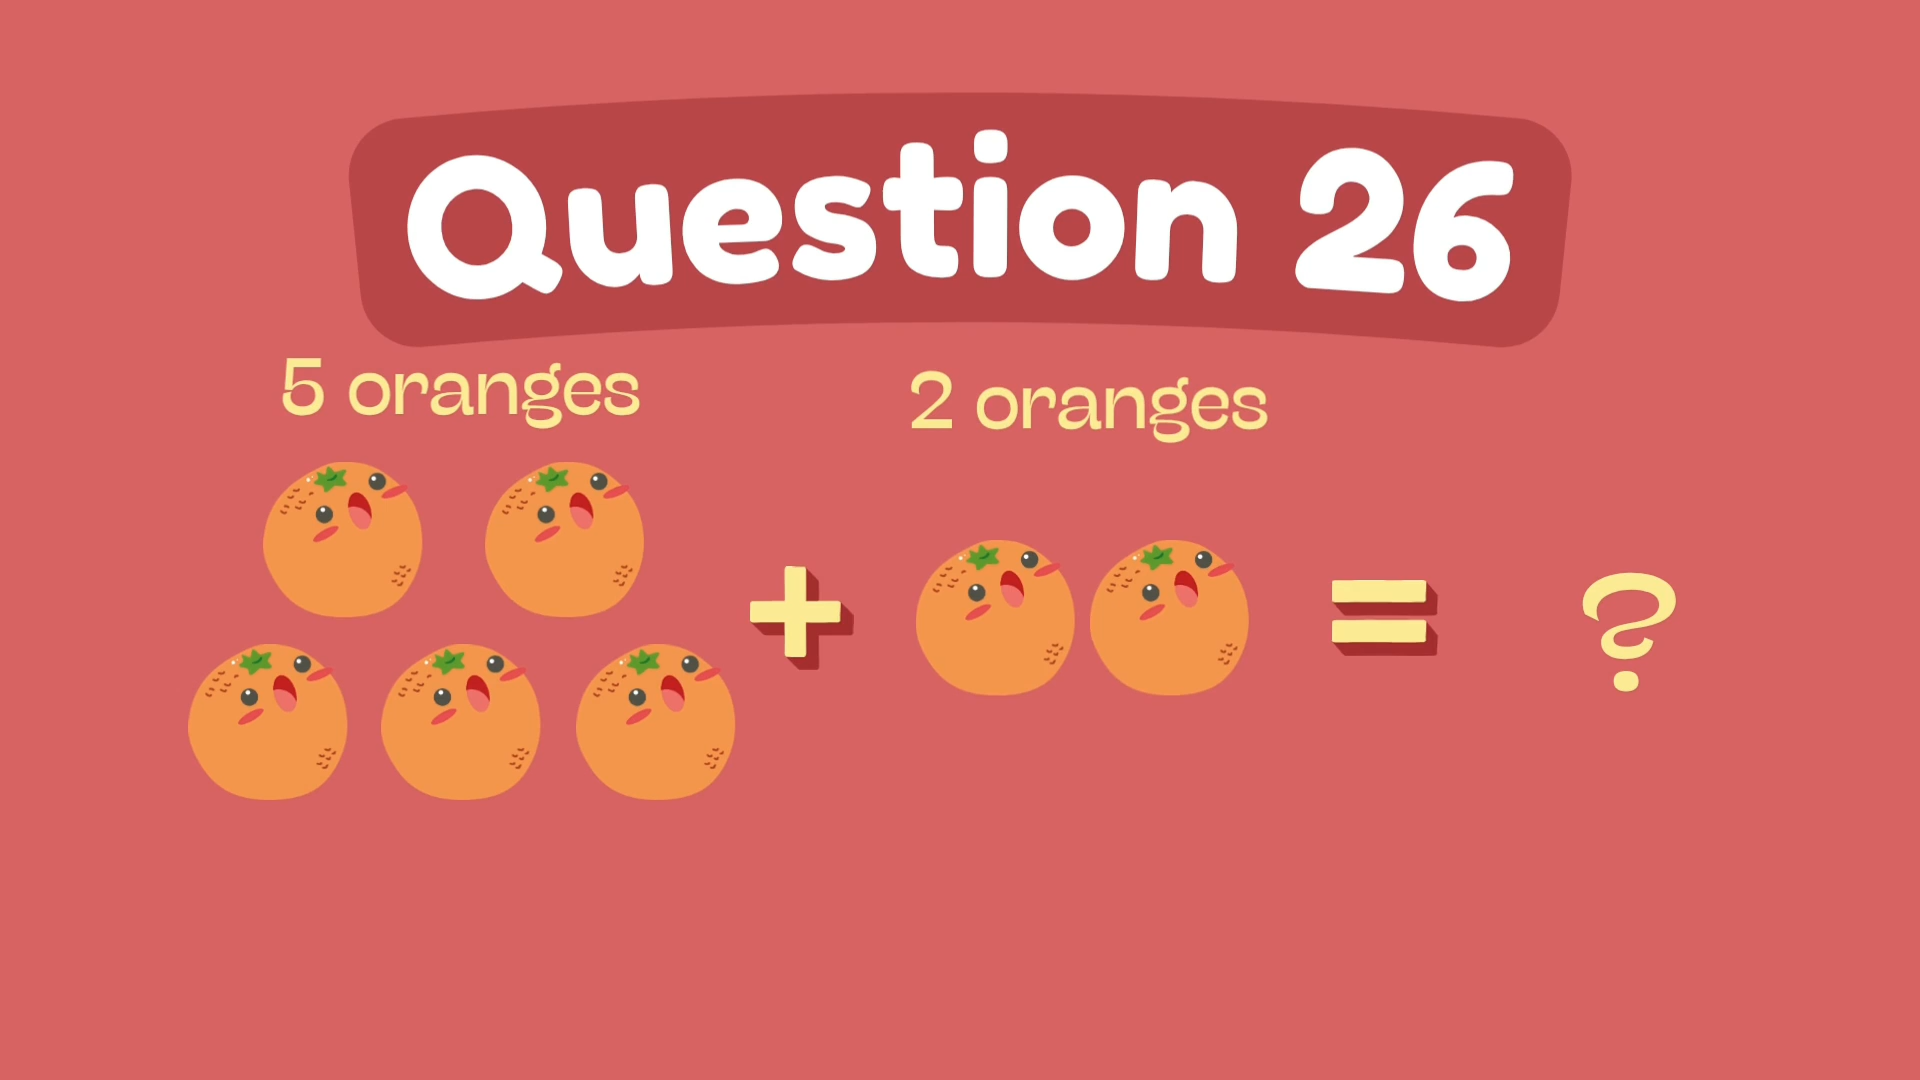 Question 26
5 oranges
2 oranges
+ = ?